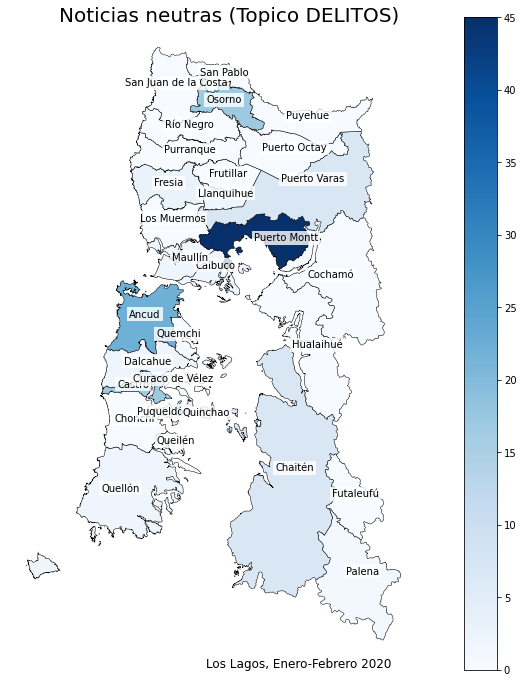 Noticias neutras (Topico DELITOS)
San Pablo
San Juan de la Costa
Osorno
Puyehue
Río Negro
Purranque
Puerto Octay
Frutillar
Fresia
Puerto Varas
Llanquihue
Los Muermos
Puerto Montt
Maullín
Calbuco
Cochamó
Ancud
Quemchi
Hualaihué
Dalcahue
Curaco de Vélez
Castro
Puqueldón
Quinchao
Chonchi
Queilén
Chaitén
Quellón
Futaleufú
Palena
Los Lagos, Enero-Febrero 2020
45
40
35
30
25
20
15
10
5
0